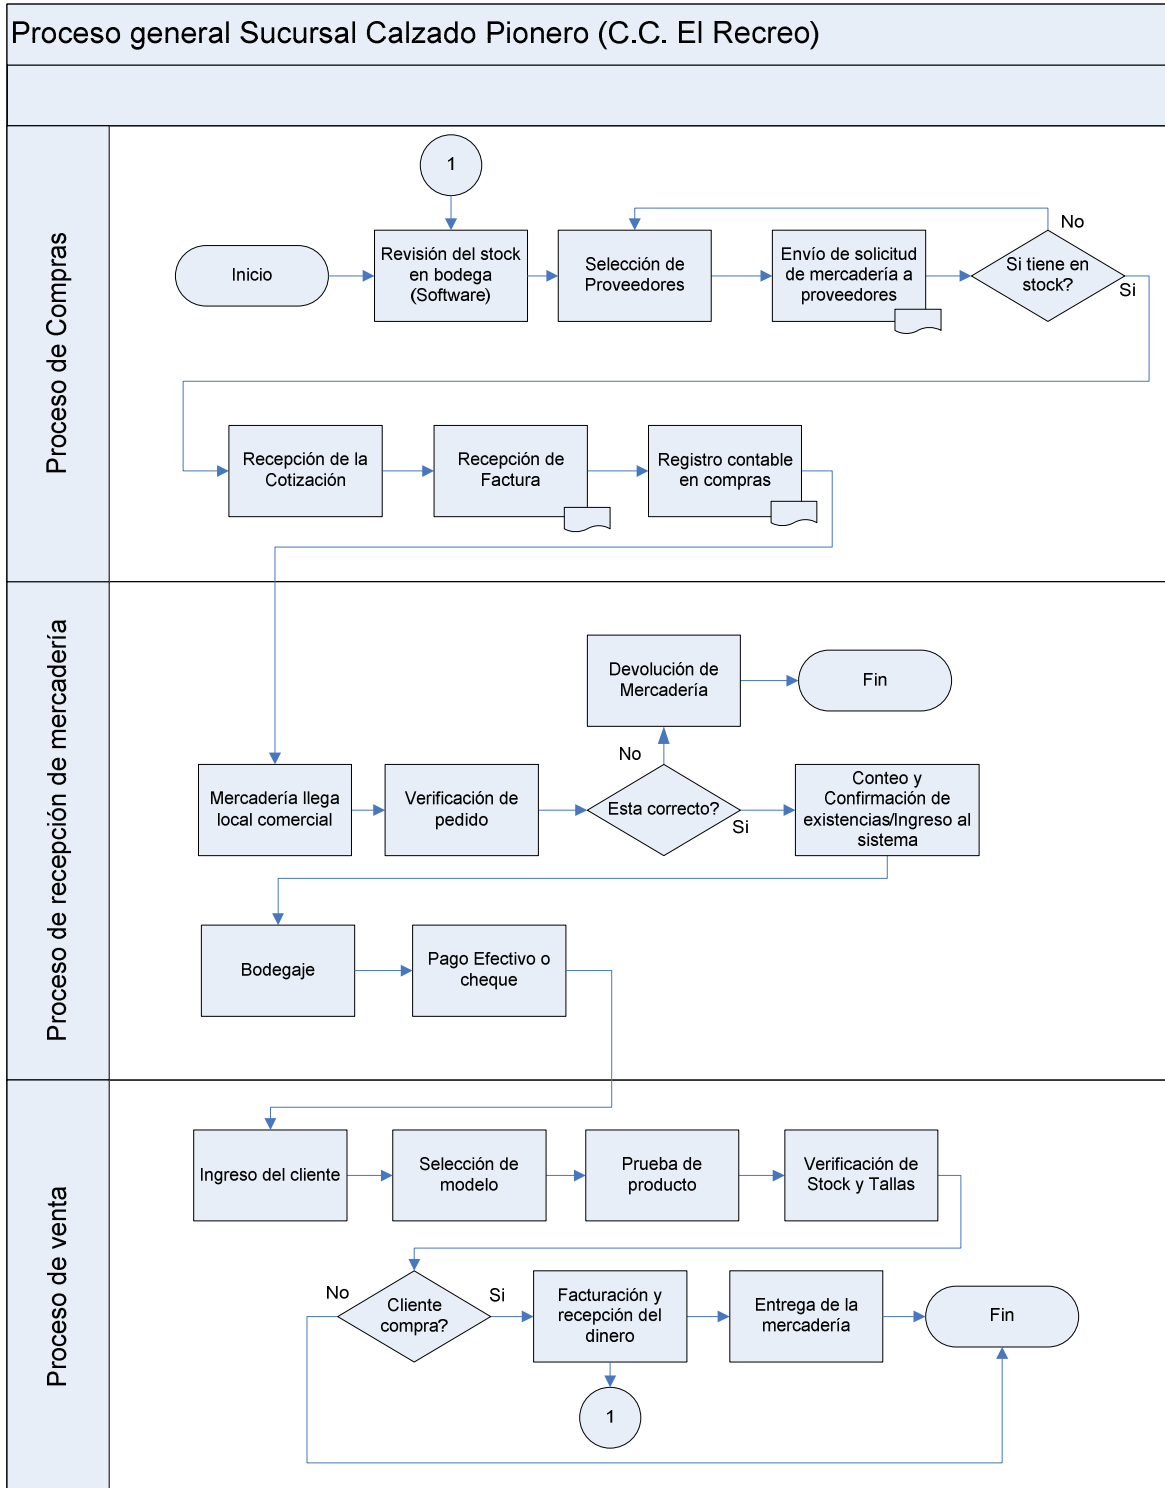 Proceso general Sucursal Calzado Pionero (C.C. El Recreo)
Proceso de Compras
1
Inicio
Revisión del stock
en bodega
(Software)
Selección de
Proveedores
Envío de solicitud
de mercadería a
proveedores
Si tiene en
stock?
No
Si
Recepción de la
Cotización
Recepción de
Factura
Registro contable
en compras
Proceso de recepción de mercadería
Devolución de
Mercadería
Fin
No
Mercadería llega
local comercial
Verificación de
pedido
Esta correcto?
Si
Conteo y
Confirmación de
existencias/Ingreso al
sistema
Bodegaje
Pago Efectivo o
cheque
Proceso de venta
Ingreso del cliente
Selección de
modelo
Prueba de
producto
Verificación de
Stock y Tallas
No
Cliente
compra?
Si
Facturación y
recepción del
dinero
Entrega de la
mercadería
Fin
1